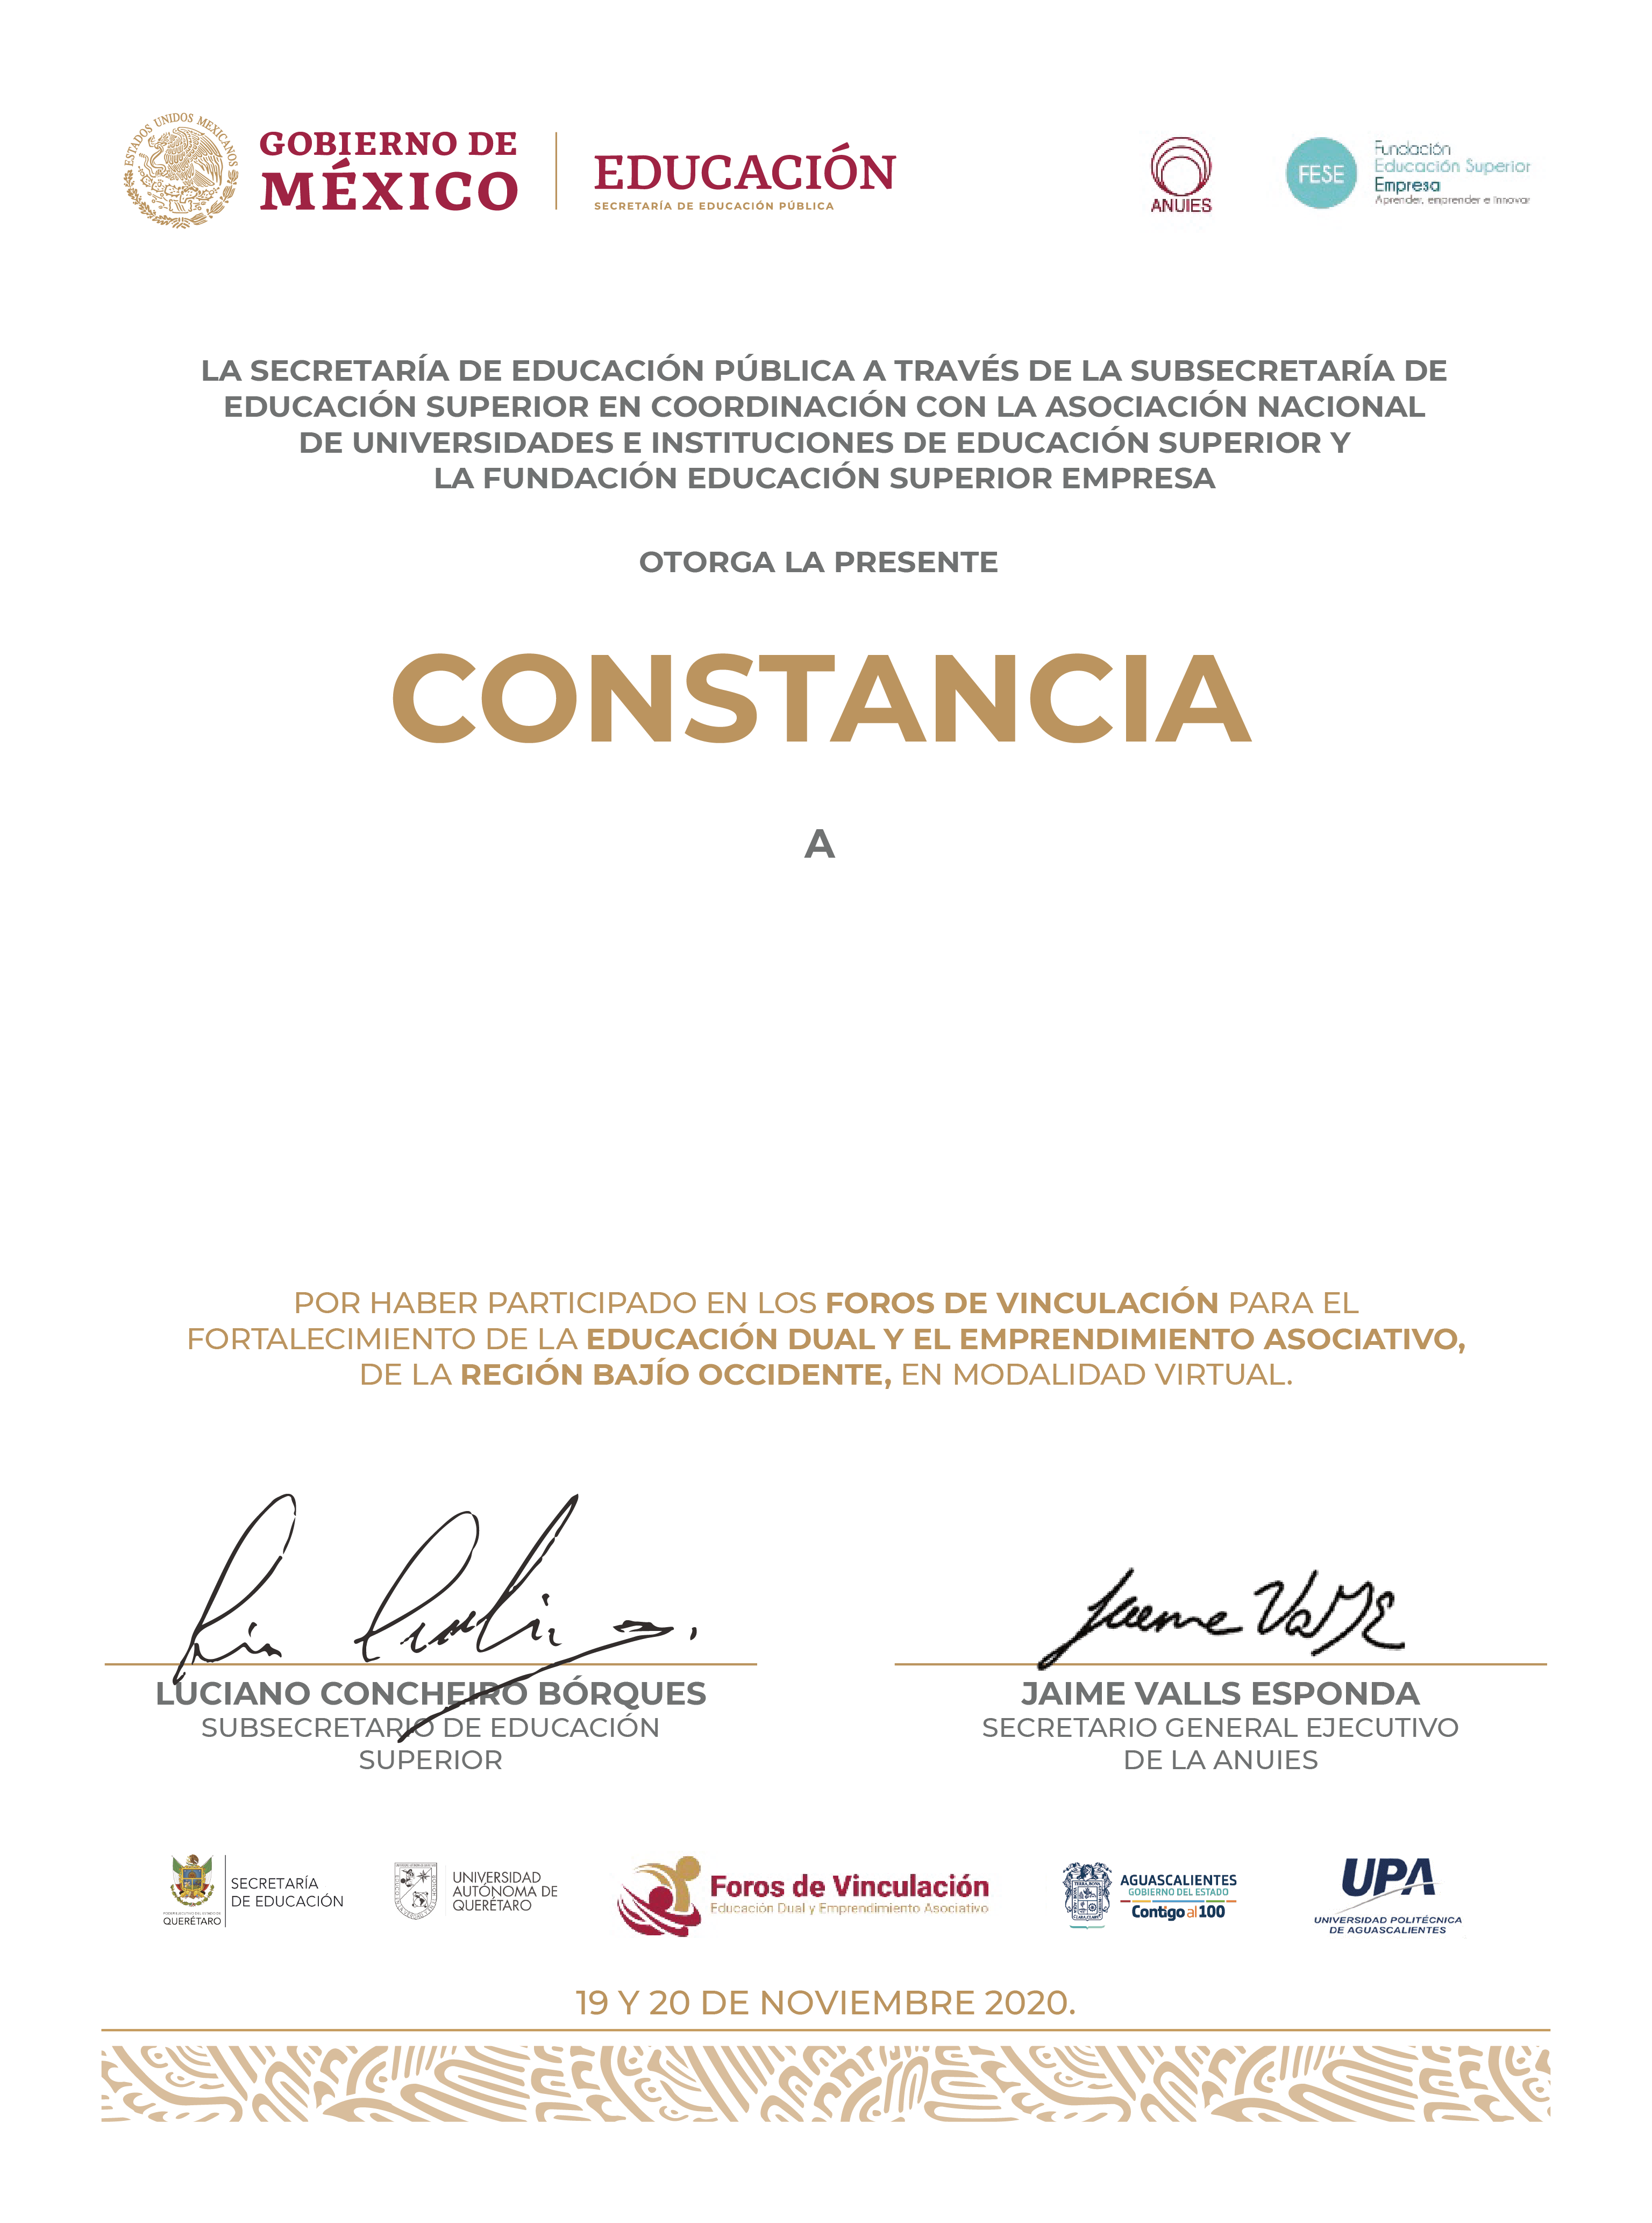 ESTADOS UNIDOS MEXICANOS
GOBIERNO DE
MÉXICO
EDUCACIÓN
SECRETARÍA DE EDUCACIÓN PÚBLICA
ANUIES
FESE
Fundación
Educación Superior
Empresa
Aprender, emprender e innovar
LA SECRETARÍA DE EDUCACIÓN PÚBLICA A TRAVÉS DE LA SUBSECRETARÍA DE
EDUCACIÓN SUPERIOR EN COORDINACIÓN CON LA ASOCIACIÓN NACIONAL
DE UNIVERSIDADES E INSTITUCIONES DE EDUCACIÓN SUPERIOR Y
LA FUNDACIÓN EDUCACIÓN SUPERIOR EMPRESA
OTORGA LA PRESENTE
CONSTANCIA
A
POR HABER PARTICIPADO EN LOS FOROS DE VINCULACIÓN PARA EL
FORTALECIMIENTO DE LA EDUCACIÓN DUAL Y EL EMPRENDIMIENTO ASOCIATIVO,
DE LA REGIÓN BAJÍO OCCIDENTE, EN MODALIDAD VIRTUAL.
Jaime Valls E
LUCIANO CONCHEIRO BÓRQUES
SUBSECRETARIO DE EDUCACIÓN
SUPERIOR
JAIME VALLS ESPONDA
SECRETARIO GENERAL EJECUTIVO
DE LA ANUIES
QUERÉTARO
SECRETARÍA
DE EDUCACIÓN
UNIVERSIDAD
AUTÓNOMA DE
QUERÉTARO
Foros de Vinculación
Educación Dual y Emprendimiento Asociativo
AGUASCALIENTES
GOBIERNO DEL ESTADO
Contigo al 100
UPA
UNIVERSIDAD POLITÉCNICA
DE AGUASCALIENTES
19 Y 20 DE NOVIEMBRE 2020.